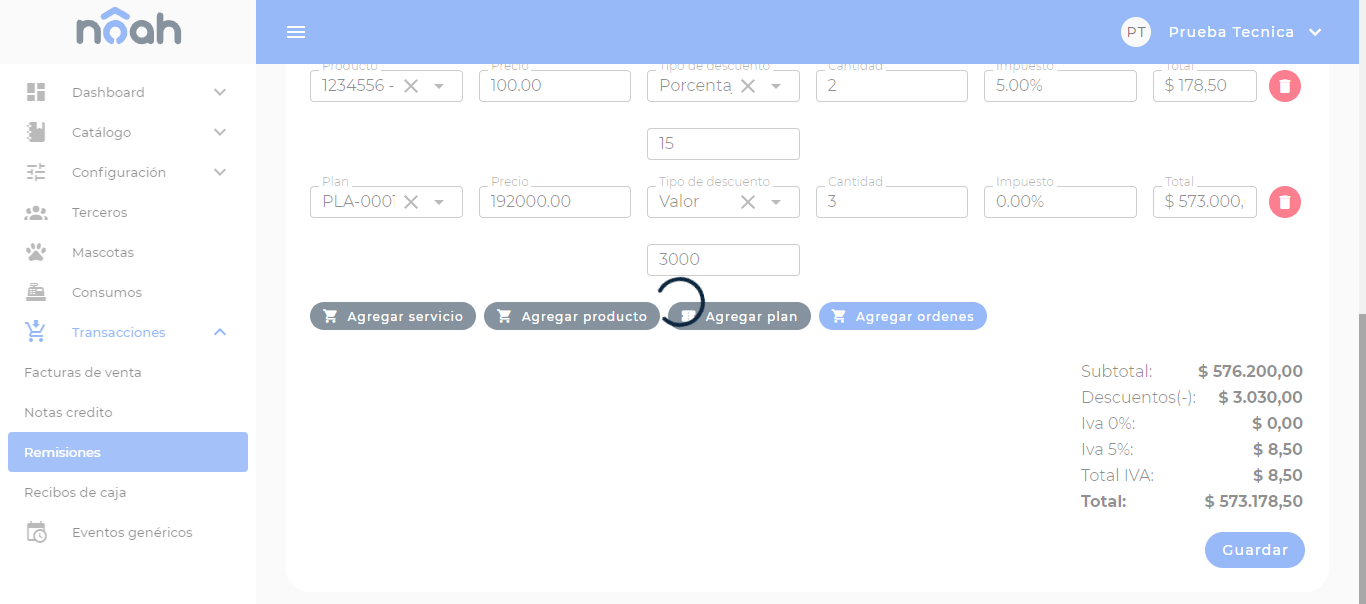 nôah
PT Prueba Tecnica
Dashboard
Catálogo
Configuración
Terceros
Mascotas
Consumos
Transacciones
Facturas de venta
Notas credito
Remisiones
Recibos de caja
Eventos genéricos
Producto Precio Tipo de descuento Cantidad Impuesto Total
1234556 - 100.00 Porcenta 2 5.00% $ 178,50
15
Plan Precio Tipo de descuento Cantidad Impuesto Total
PLA-0001 192000.00 Valor 3 0.00% $ 573.000,
3000
Agregar servicio Agregar producto Agregar plan Agregar ordenes
Subtotal: $ 576.200,00
Descuentos(-): $ 3.030,00
Iva 0%: $ 0,00
Iva 5%: $ 8,50
Total IVA: $ 8,50
Total: $ 573.178,50
Guardar